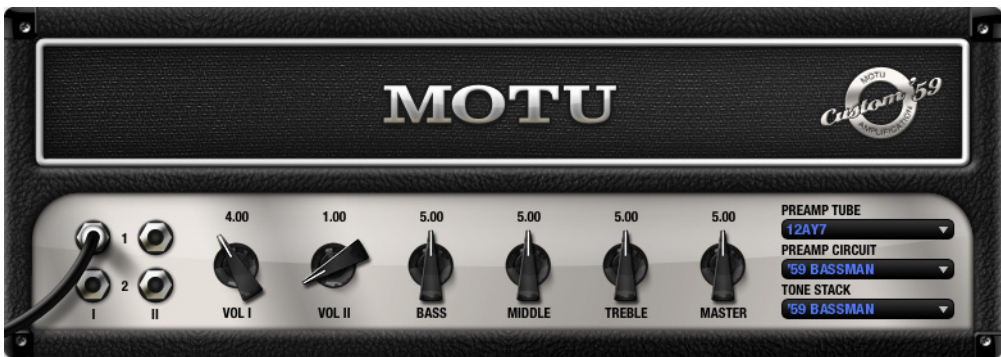 MOTU
MOTU
Custom '59
AMPLIFICATION
4.00 1.00 5.00 5.00 5.00 5.00
1
2
I II
VOL I VOL II BASS MIDDLE TREBLE MASTER
PREAMP TUBE
12AY7
PREAMP CIRCUIT
'59 BASSMAN
TONE STACK
'59 BASSMAN